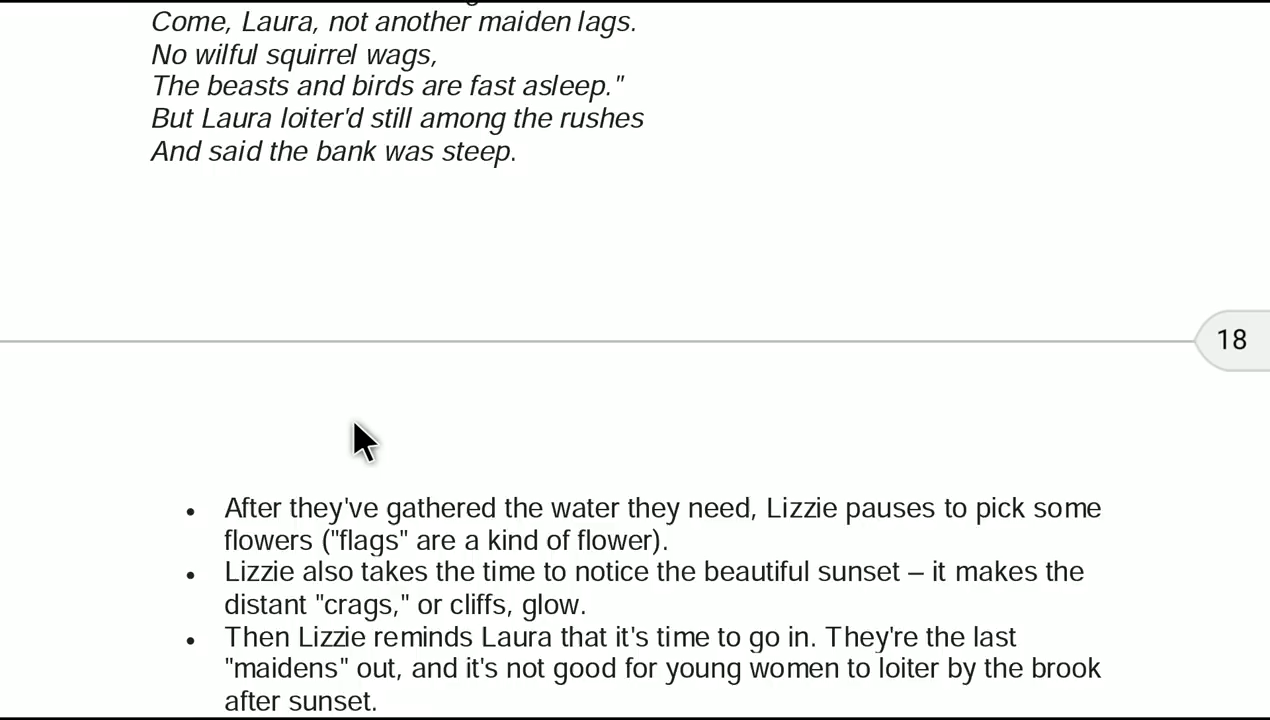 Come, Laura, not another maiden lags.
No wilful squirrel wags,
The beasts and birds are fast asleep."
But Laura loiter'd still among the rushes
And said the bank was steep.
18
• After they've gathered the water they need, Lizzie pauses to pick some
flowers ("flags" are a kind of flower).
• Lizzie also takes the time to notice the beautiful sunset – it makes the
distant "crags," or cliffs, glow.
• Then Lizzie reminds Laura that it's time to go in. They're the last
"maidens" out, and it's not good for young women to loiter by the brook
after sunset.